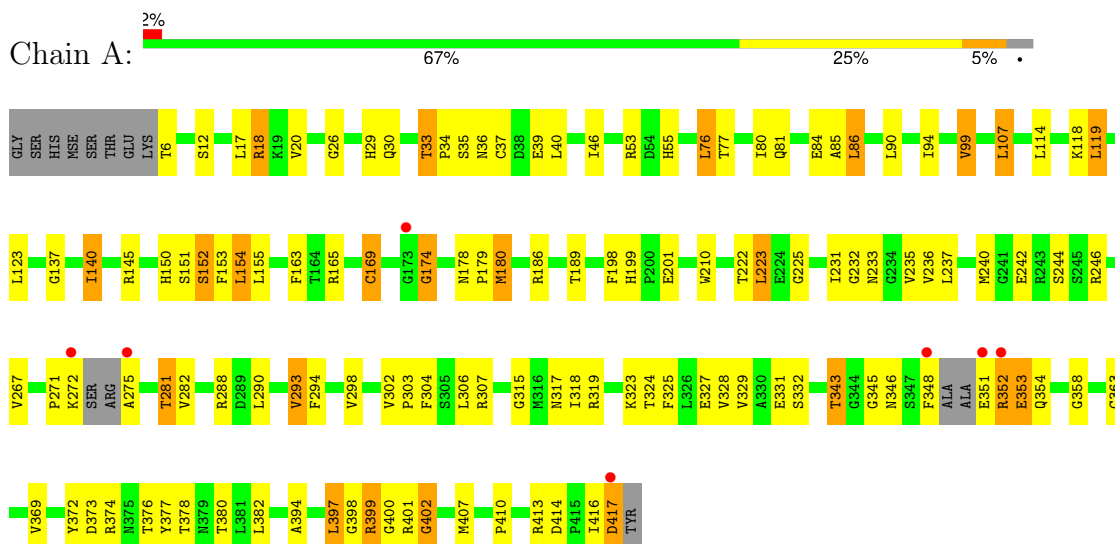 2%
Chain A:
67% 25% 5% •
GLY SER HIS MSE SER THR GLU LYS T6 S12 L17 R18 K19 V20 G26 H29 Q30 T33 P34 S35 N36 C37 D38 E39 L40 I46 R53 D54 H55 L76 T77 I80 Q81 E84 A85 L86 L90 I94 V99 L107 L114 K118 L119
L123 G137 I140 R145 H150 S151 S152 F153 L154 L155 F163 T164 R165 C169 G173 G174 N178 P179 M180 R186 T189 F198 H199 P200 E201 W210 T222 L223 E224 G225 I231 G232 N233 G234 V235 V236 L237 M240 G241 E242 R243 S244 S245 R246
V267 P271 K272 SER ARG A275 T281 V282 R288 D289 L290 V293 F294 V298 V302 P303 F304 S305 L306 R307 G315 M316 N317 I318 R319 K323 T324 F325 L326 E327 V328 V329 A330 E331 S332 T343 G344 G345 N346 S347 F348 ALA ALA E351 R352 E353 Q354 G358 G363
V369 Y372 D373 R374 N375 T376 Y377 T378 N379 T380 L381 L382 A394 L397 G398 R399 G400 R401 G402 M407 P410 R413 D414 P415 I416 D417 TYR